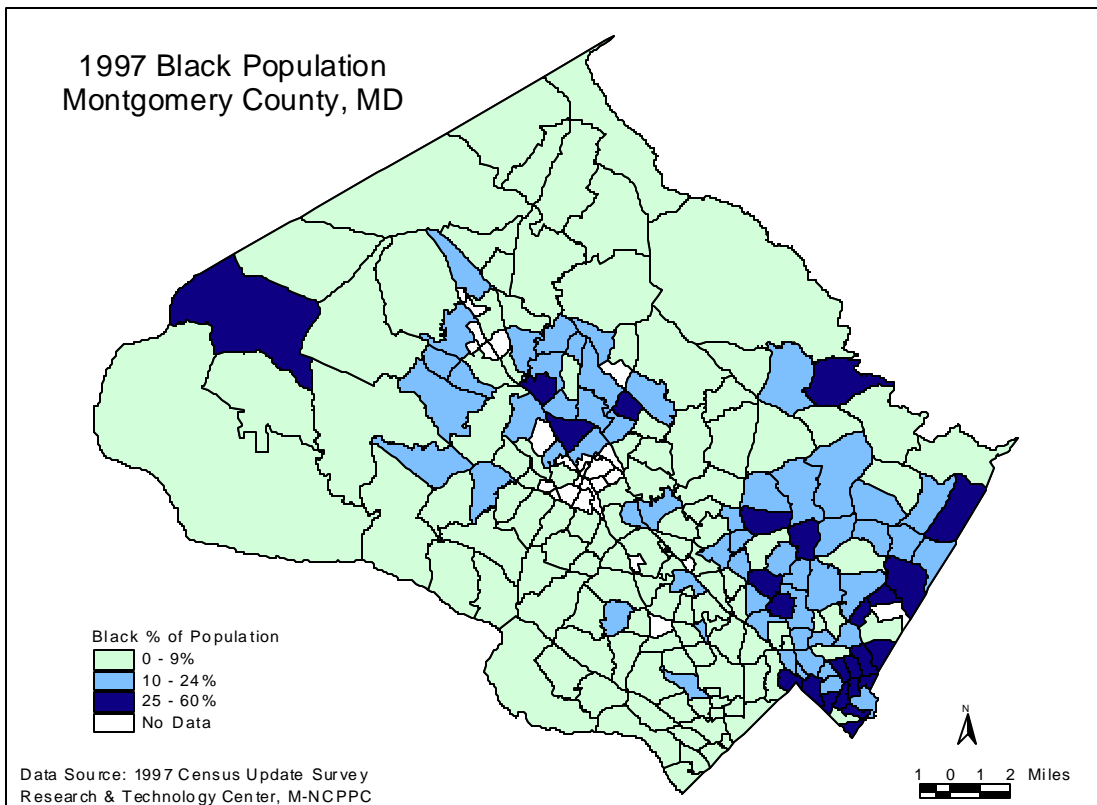 1997 Black Population
Montgomery County, MD
Black % of Population
0 - 9%
10 - 24%
25 - 60%
No Data
Data Source: 1997 Census Update Survey
Research & Technology Center, M-NCPPC
N
1 0 1 2 Miles